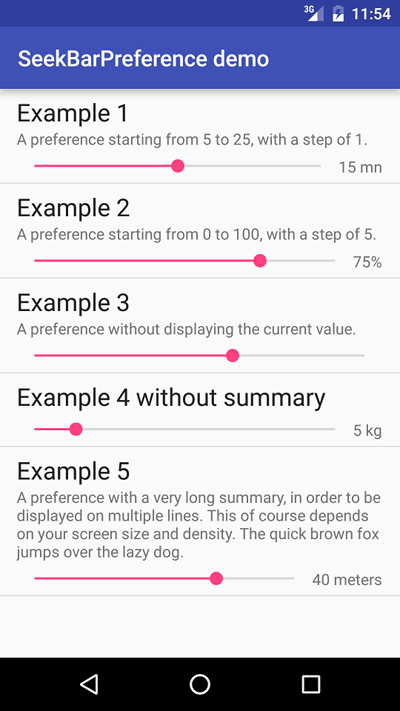 3G 11:54
SeekBarPreference demo
Example 1
A preference starting from 5 to 25, with a step of 1.
15 mn
Example 2
A preference starting from 0 to 100, with a step of 5.
75%
Example 3
A preference without displaying the current value.
Example 4 without summary
5 kg
Example 5
A preference with a very long summary, in order to be
displayed on multiple lines. This of course depends
on your screen size and density. The quick brown fox
jumps over the lazy dog.
40 meters